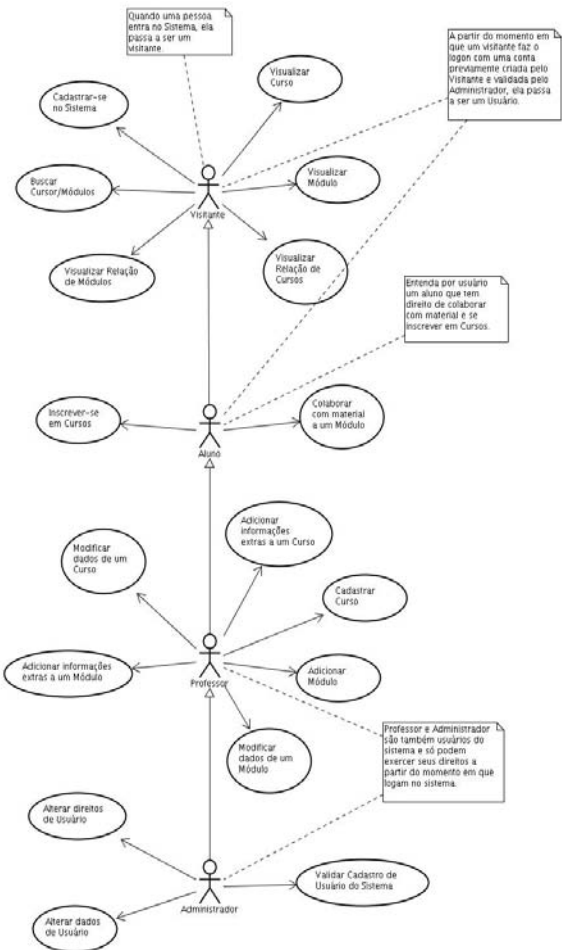 Quando uma pessoa
entra no Sistema, ela
passa a ser um
visitante.
A partir do momento em
que um visitante faz o
logon com uma conta
previamente criada pelo
Visitante e validada pelo
Administrador, ela passa
a ser um Usuário.
Visualizar
Curso
Cadastrar-se
no Sistema
Buscar
Cursor/Módulos
Visualizar
Módulo
Visitante
Visualizar Relação
de Módulos
Visualizar
Relação de
Cursos
Entenda por usuário
um aluno que tem
direito de colaborar
com material e se
inscrever em Cursos.
Inscrever-se
em Cursos
Colaborar
com material
a um Módulo
Aluno
Adicionar
informações
extras a um Curso
Modificar
dados de um
Curso
Cadastrar
Curso
Adicionar informações
extras a um Módulo
Adicionar
Módulo
Professor
Modificar
dados de um
Módulo
Professor e Administrador
são também usuários do
sistema e só podem
exercer seus direitos a
partir do momento em que
logam no sistema.
Alterar direitos
de Usuário
Validar Cadastro de
Usuário do Sistema
Administrador
Alterar dados
de Usuário